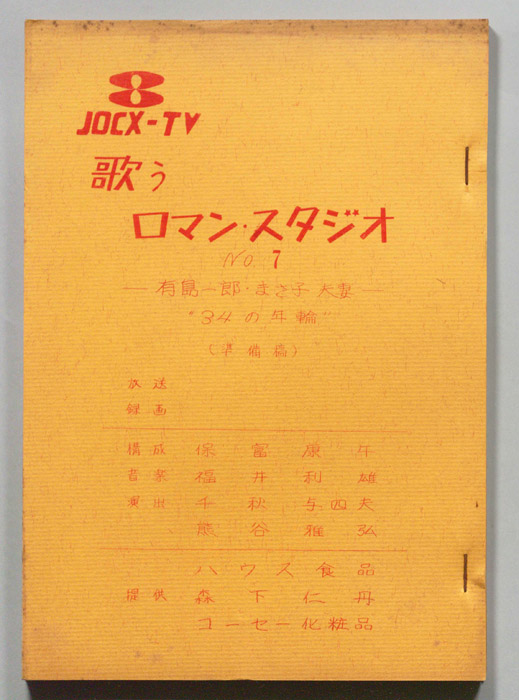 JOCX-TV
歌う
ロマン・スタジオ
NO.7
—有島一郎・まさ子夫妻—
"34の年輪"
(準備稿)
放送
録画
構成 保富康午
音楽 福井利雄
演出 千秋与四夫
熊谷雅弘
ハウス食品
提供 森下仁丹
コーセー化粧品